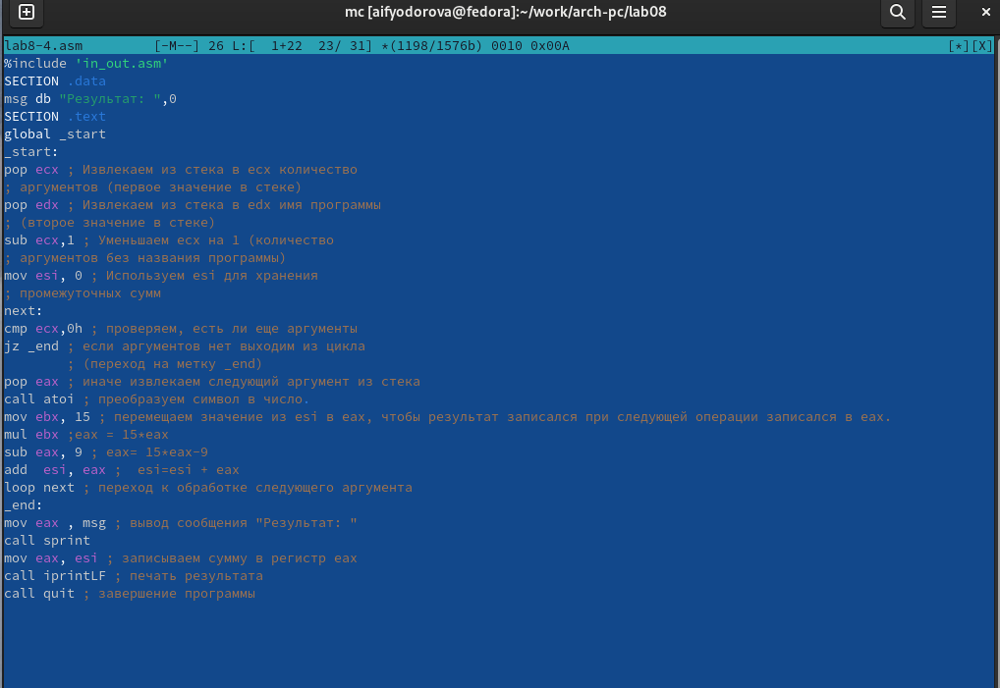 mc [aifyodorova@fedora]:~/work/arch-pc/lab08
lab8-4.asm [-M--] 26 L:[ 1+22 23/ 31] *(1198/1576b) 0010 0x00A [*][X]
%include 'in_out.asm'
SECTION .data
msg db "Результат: ",0
SECTION .text
global _start
_start:
pop ecx ; Извлекаем из стека в ecx количество
; аргументов (первое значение в стеке)
pop edx ; Извлекаем из стека в edx имя программы
; (второе значение в стеке)
sub ecx,1 ; Уменьшаем ecx на 1 (количество
; аргументов без названия программы)
mov esi, 0 ; Используем esi для хранения
; промежуточных сумм
next:
cmp ecx,0h ; проверяем, есть ли еще аргументы
jz _end ; если аргументов нет выходим из цикла
; (переход на метку _end)
pop eax ; иначе извлекаем следующий аргумент из стека
call atoi ; преобразуем символ в число.
mov ebx, 15 ; перемещаем значение из esi в eax, чтобы результат записался при следующей операции записался в eax.
mul ebx ;eax = 15*eax
sub eax, 9 ; eax= 15*eax-9
add  esi, eax ;  esi=esi + eax
loop next ; переход к обработке следующего аргумента
_end:
mov eax , msg ; вывод сообщения "Результат: "
call sprint
mov eax, esi ; записываем сумму в регистр eax
call iprintLF ; печать результата
call quit ; завершение программы